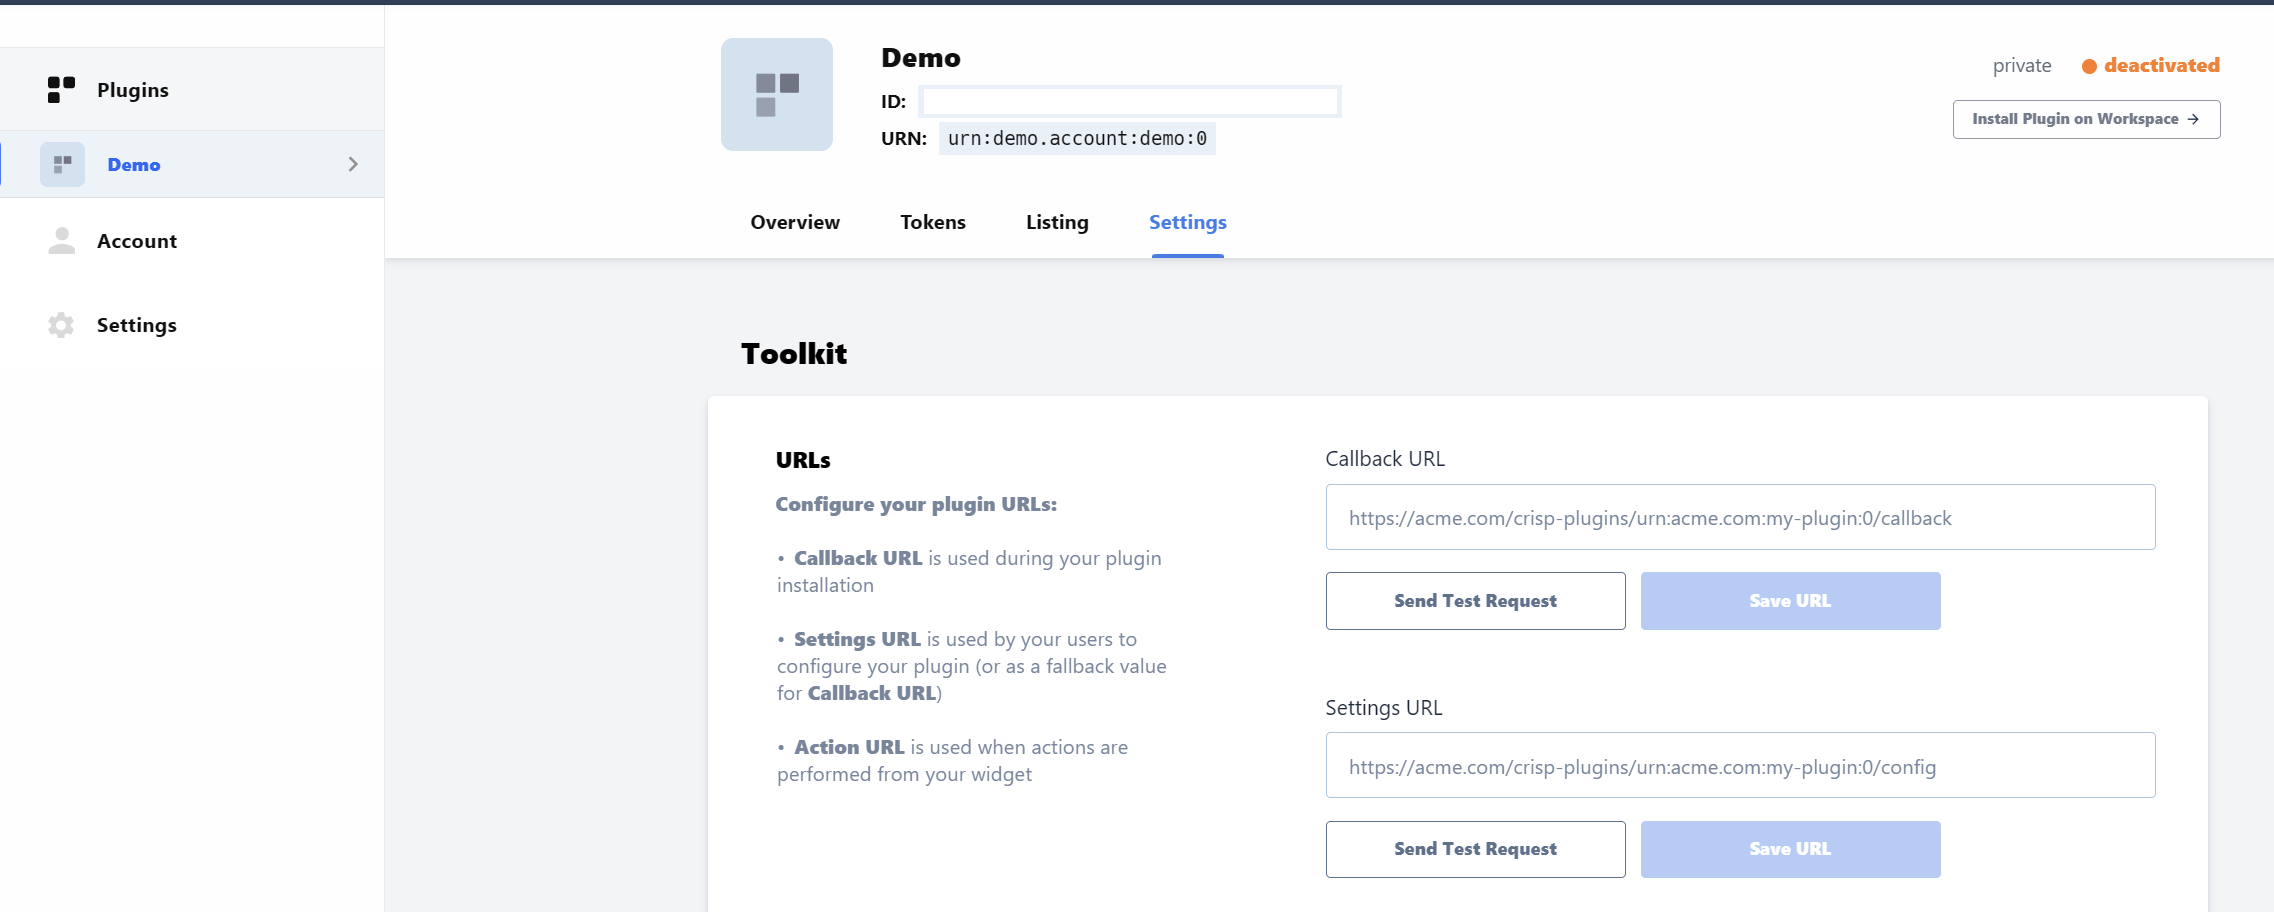 Plugins
Demo
Account
Settings
Demo
ID:
URN: urn:demo.account:demo:0
private deactivated
Install Plugin on Workspace →
Overview Tokens Listing Settings
Toolkit
URLs
Configure your plugin URLs:
• Callback URL is used during your plugin
installation
• Settings URL is used by your users to
configure your plugin (or as a fallback value
for Callback URL)
• Action URL is used when actions are
performed from your widget
Callback URL
https://acme.com/crisp-plugins/urn:acme.com:my-plugin:0/callback
Send Test Request Save URL
Settings URL
https://acme.com/crisp-plugins/urn:acme.com:my-plugin:0/config
Send Test Request Save URL